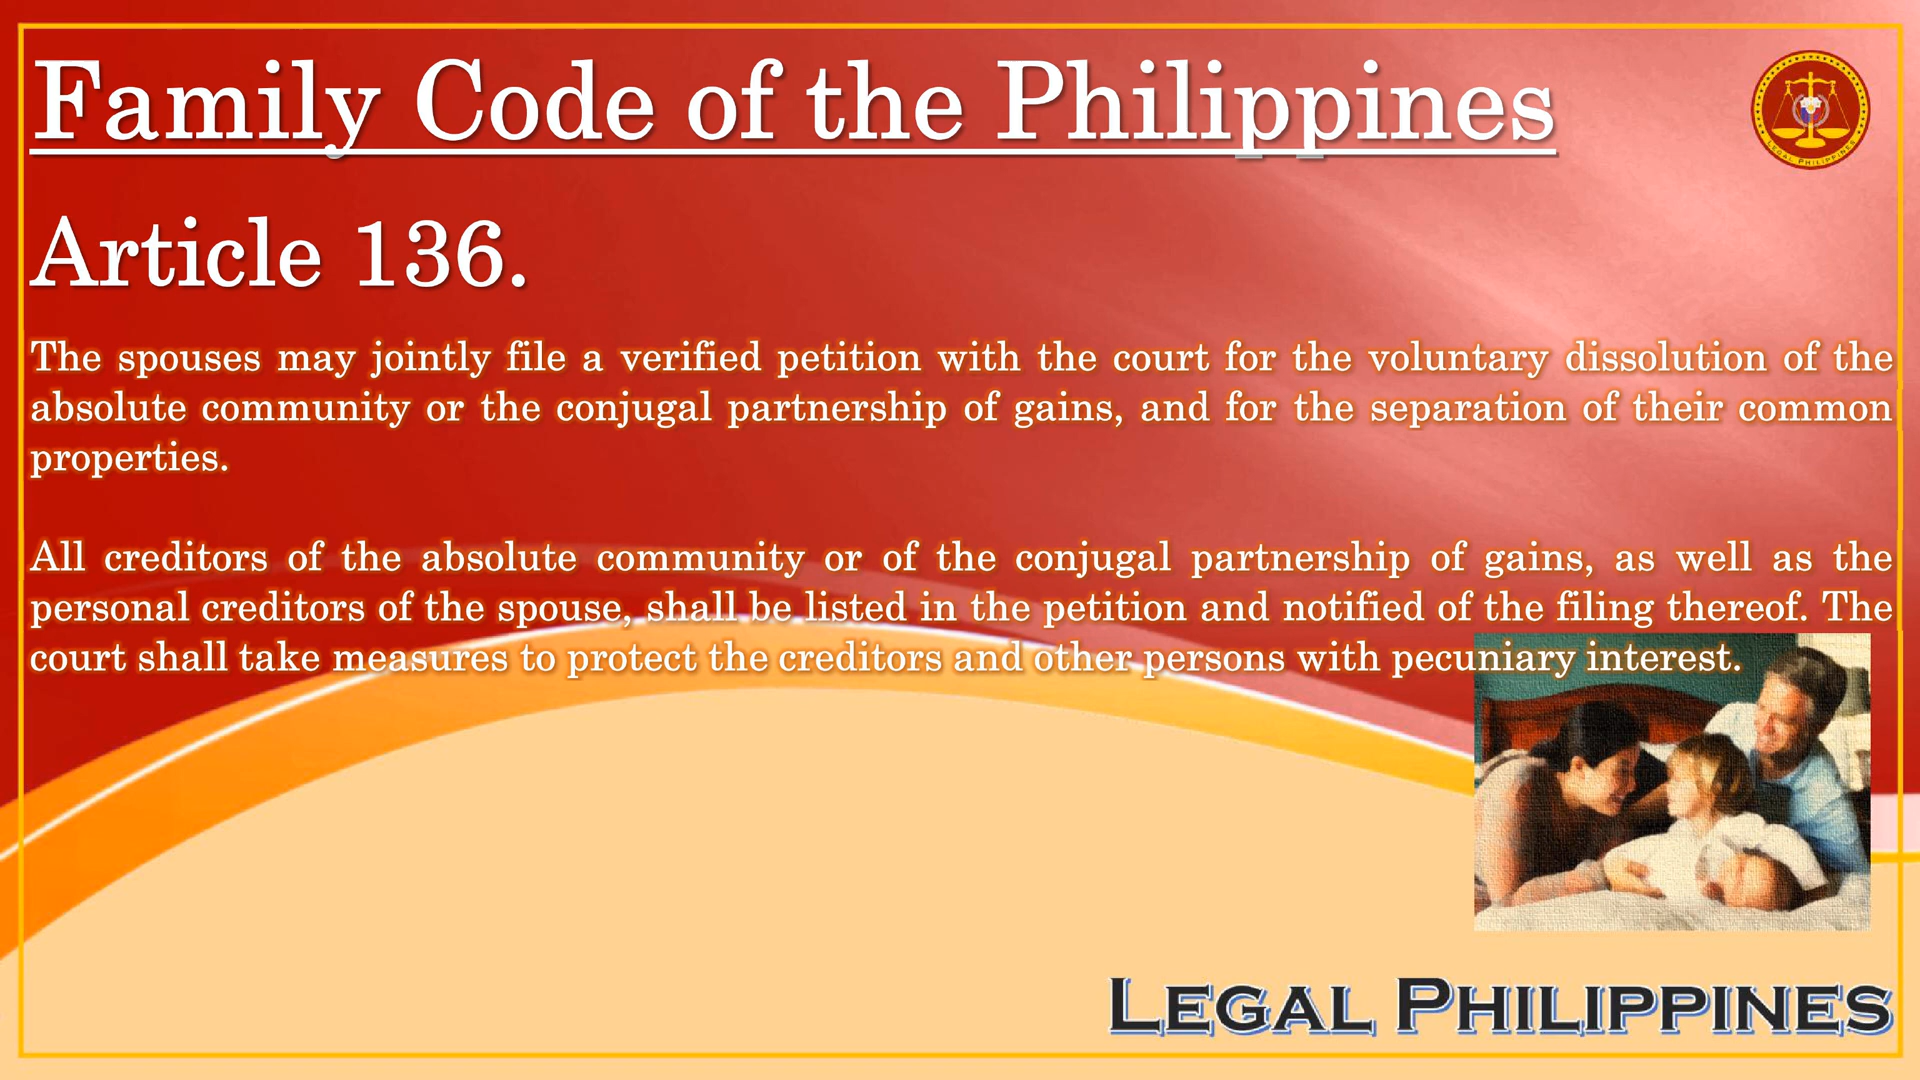 Family Code of the Philippines
LEGAL PHILIPPINES
Article 136.
The spouses may jointly file a verified petition with the court for the voluntary dissolution of the
absolute community or the conjugal partnership of gains, and for the separation of their common
properties.
All creditors of the absolute community or of the conjugal partnership of gains, as well as the
personal creditors of the spouse, shall be listed in the petition and notified of the filing thereof. The
court shall take measures to protect the creditors and other persons with pecuniary interest.
LEGAL PHILIPPINES